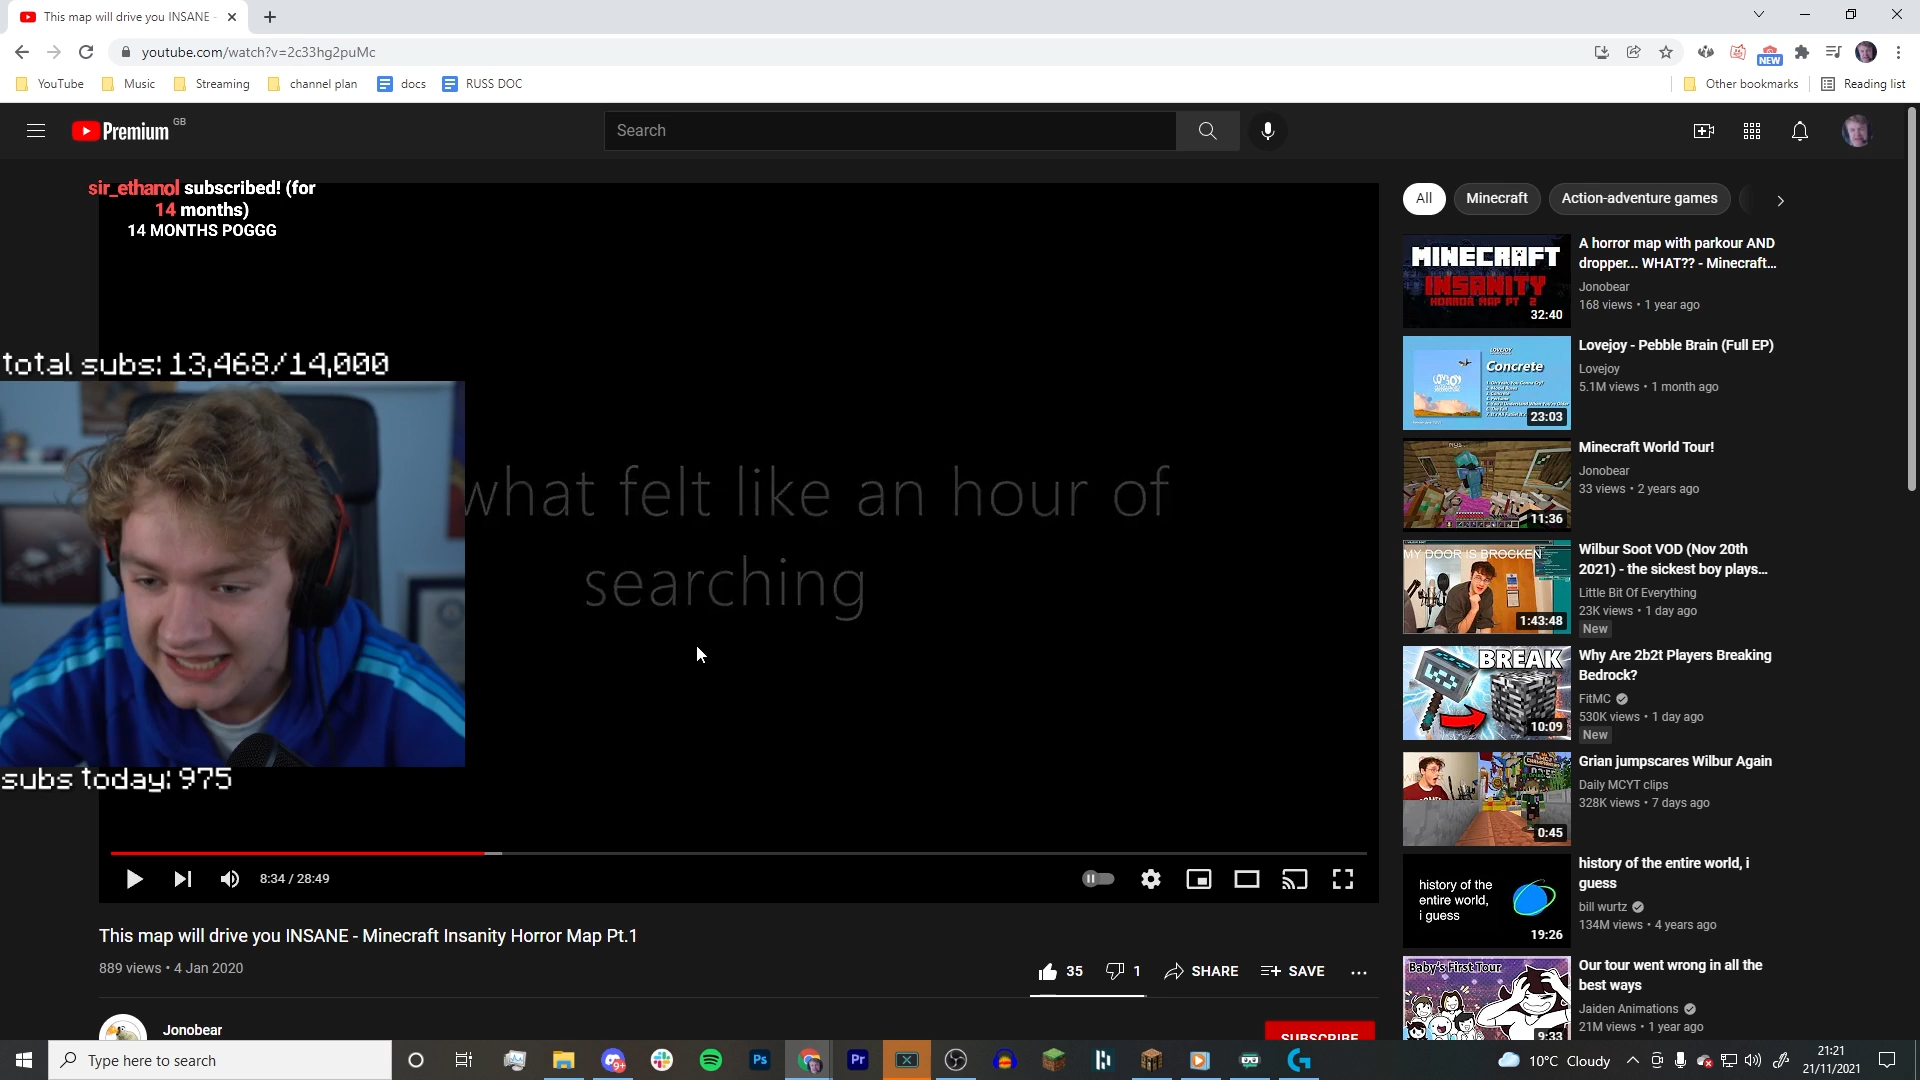 This map will drive you INSANE -
youtube.com/watch?v=2c33hg2puMc
NEW
YouTube
Music
Streaming
channel plan
docs
RUSS DOC
Other bookmarks
Reading list
Premium GB
Search
sir_ethanol subscribed! (for
14 months)
14 MONTHS POGGG
total subs: 13,468/14,000
what felt like an hour of
searching
subs today: 975
8:34 / 28:49
This map will drive you INSANE - Minecraft Insanity Horror Map Pt.1
889 views • 4 Jan 2020
35
1
SHARE
SAVE
Jonobear
SUBSCRIBE
All
Minecraft
Action-adventure games
MINECRAFT
INSANITY
HORROR MAP PT 2
32:40
A horror map with parkour AND
dropper... WHAT?? - Minecraft...
Jonobear
168 views • 1 year ago
Concrete
23:03
Lovejoy - Pebble Brain (Full EP)
Lovejoy
5.1M views • 1 month ago
11:36
Minecraft World Tour!
Jonobear
33 views • 2 years ago
MY DOOR IS BROCKEN
1:43:48
Wilbur Soot VOD (Nov 20th
2021) - the sickest boy plays...
Little Bit Of Everything
23K views • 1 day ago
New
BREAK
10:09
Why Are 2b2t Players Breaking
Bedrock?
FitMC
530K views • 1 day ago
New
0:45
Grian jumpscares Wilbur Again
Daily MCYT clips
328K views • 7 days ago
history of the
entire world,
i guess
19:26
history of the entire world, i
guess
bill wurtz
134M views • 4 years ago
Baby's First Tour
9:33
Our tour went wrong in all the
best ways
Jaiden Animations
21M views • 1 year ago
Type here to search
9+
Ps
Pr
10°C Cloudy
21:21
21/11/2021